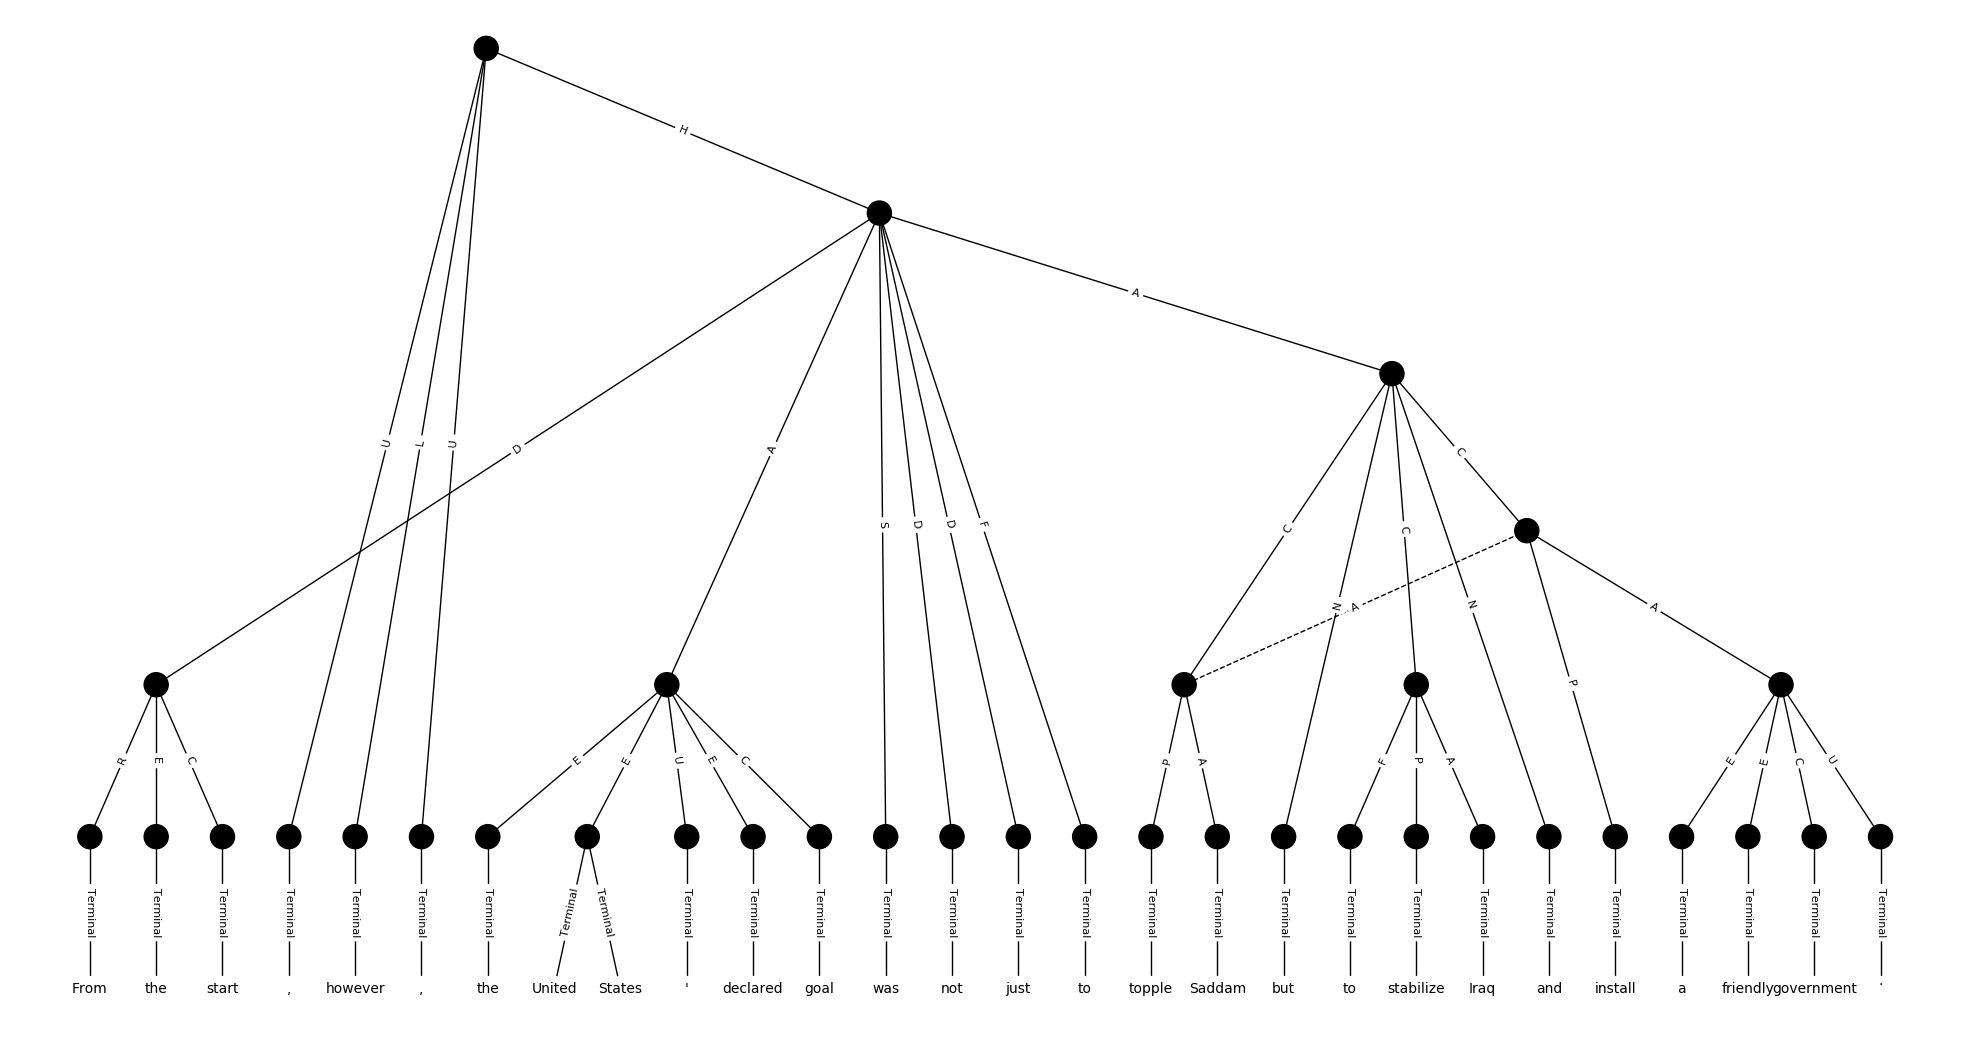 H
A
U L U D A S D D F C N C N C
A P A
R E C E E U E C P A F P A E E C U
Terminal Terminal Terminal Terminal Terminal Terminal Terminal Terminal Terminal Terminal Terminal Terminal Terminal Terminal Terminal Terminal Terminal Terminal Terminal Terminal Terminal Terminal Terminal Terminal Terminal Terminal Terminal Terminal
From the start , however , the United States ' declared goal was not just to topple Saddam but to stabilize Iraq and install a friendly government .